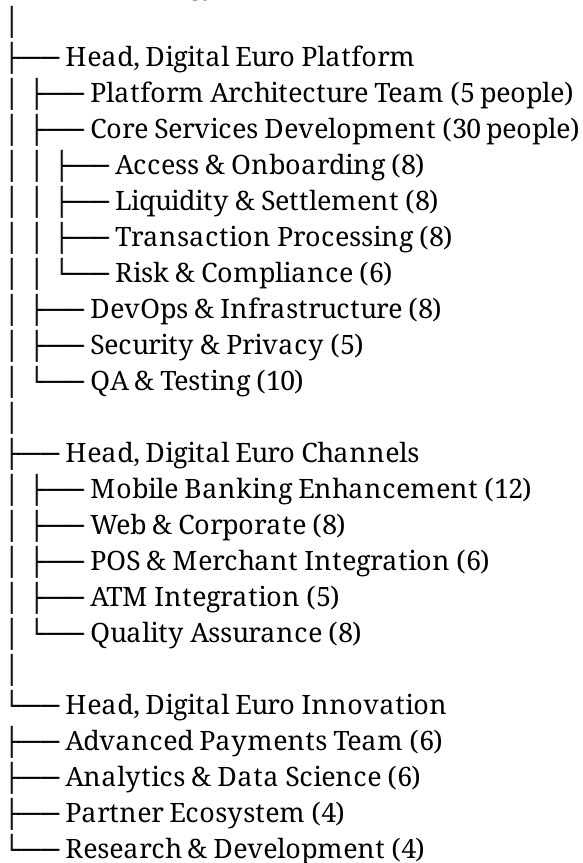 │
├── Head, Digital Euro Platform
│ ├── Platform Architecture Team (5 people)
│ ├── Core Services Development (30 people)
│ │ ├── Access & Onboarding (8)
│ │ ├── Liquidity & Settlement (8)
│ │ ├── Transaction Processing (8)
│ │ └── Risk & Compliance (6)
│ ├── DevOps & Infrastructure (8)
│ ├── Security & Privacy (5)
│ └── QA & Testing (10)
│
├── Head, Digital Euro Channels
│ ├── Mobile Banking Enhancement (12)
│ ├── Web & Corporate (8)
│ ├── POS & Merchant Integration (6)
│ ├── ATM Integration (5)
│ └── Quality Assurance (8)
│
└── Head, Digital Euro Innovation
├── Advanced Payments Team (6)
├── Analytics & Data Science (6)
├── Partner Ecosystem (4)
└── Research & Development (4)